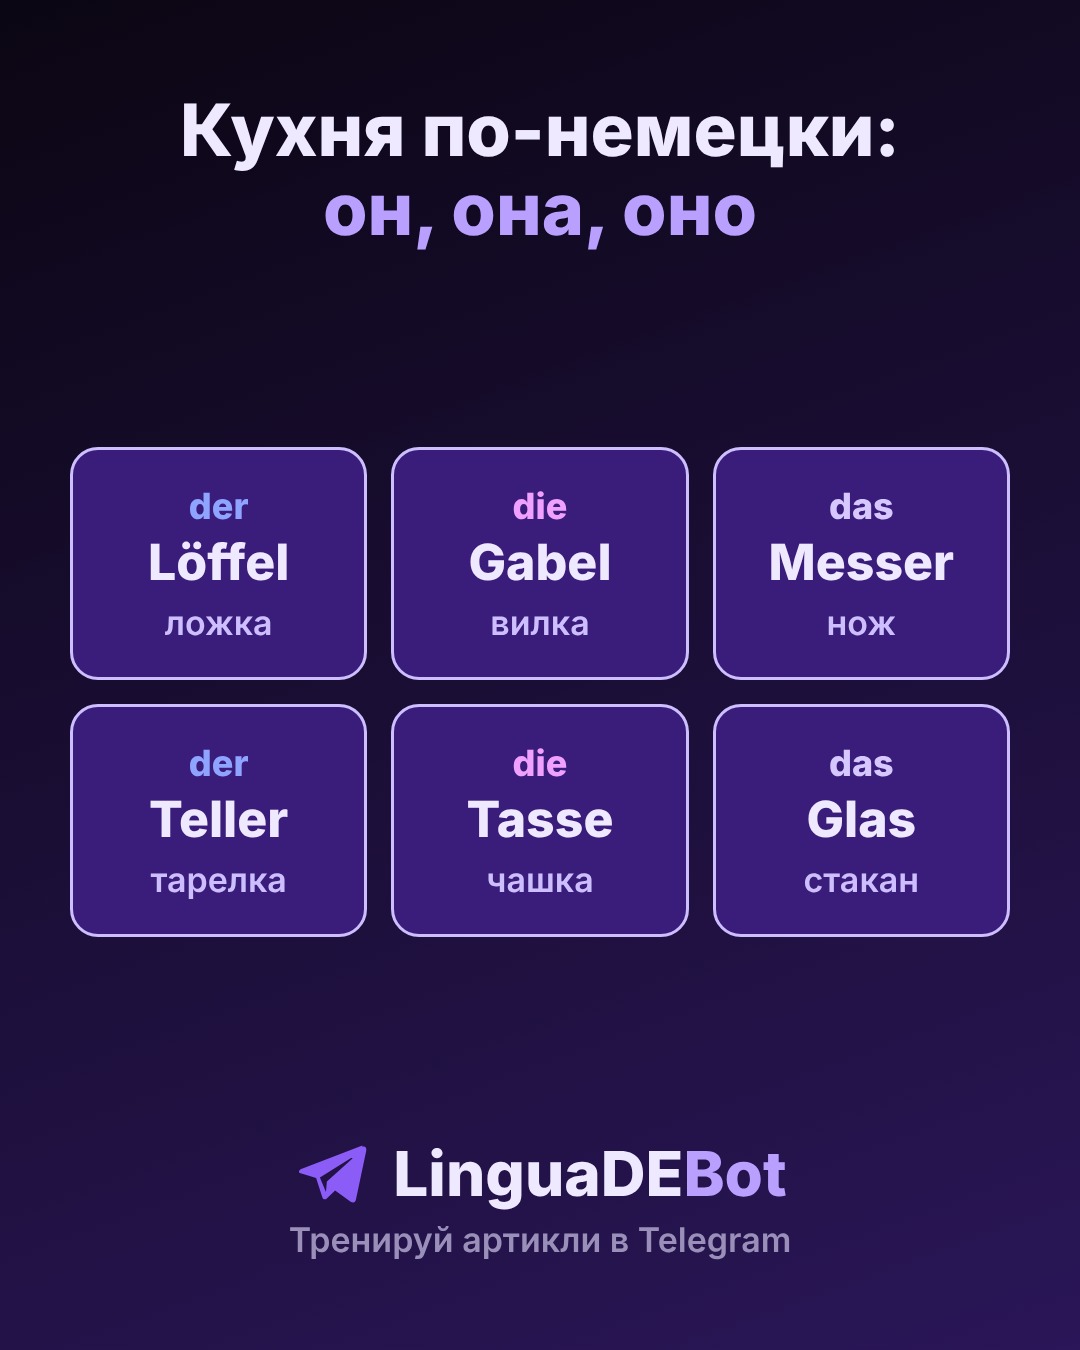 Кухня по-немецки:
он, она, оно
der
Löffel
ложка
die
Gabel
вилка
das
Messer
нож
der
Teller
тарелка
die
Tasse
чашка
das
Glas
стакан
LinguaDEBot
Тренируй артикли в Telegram